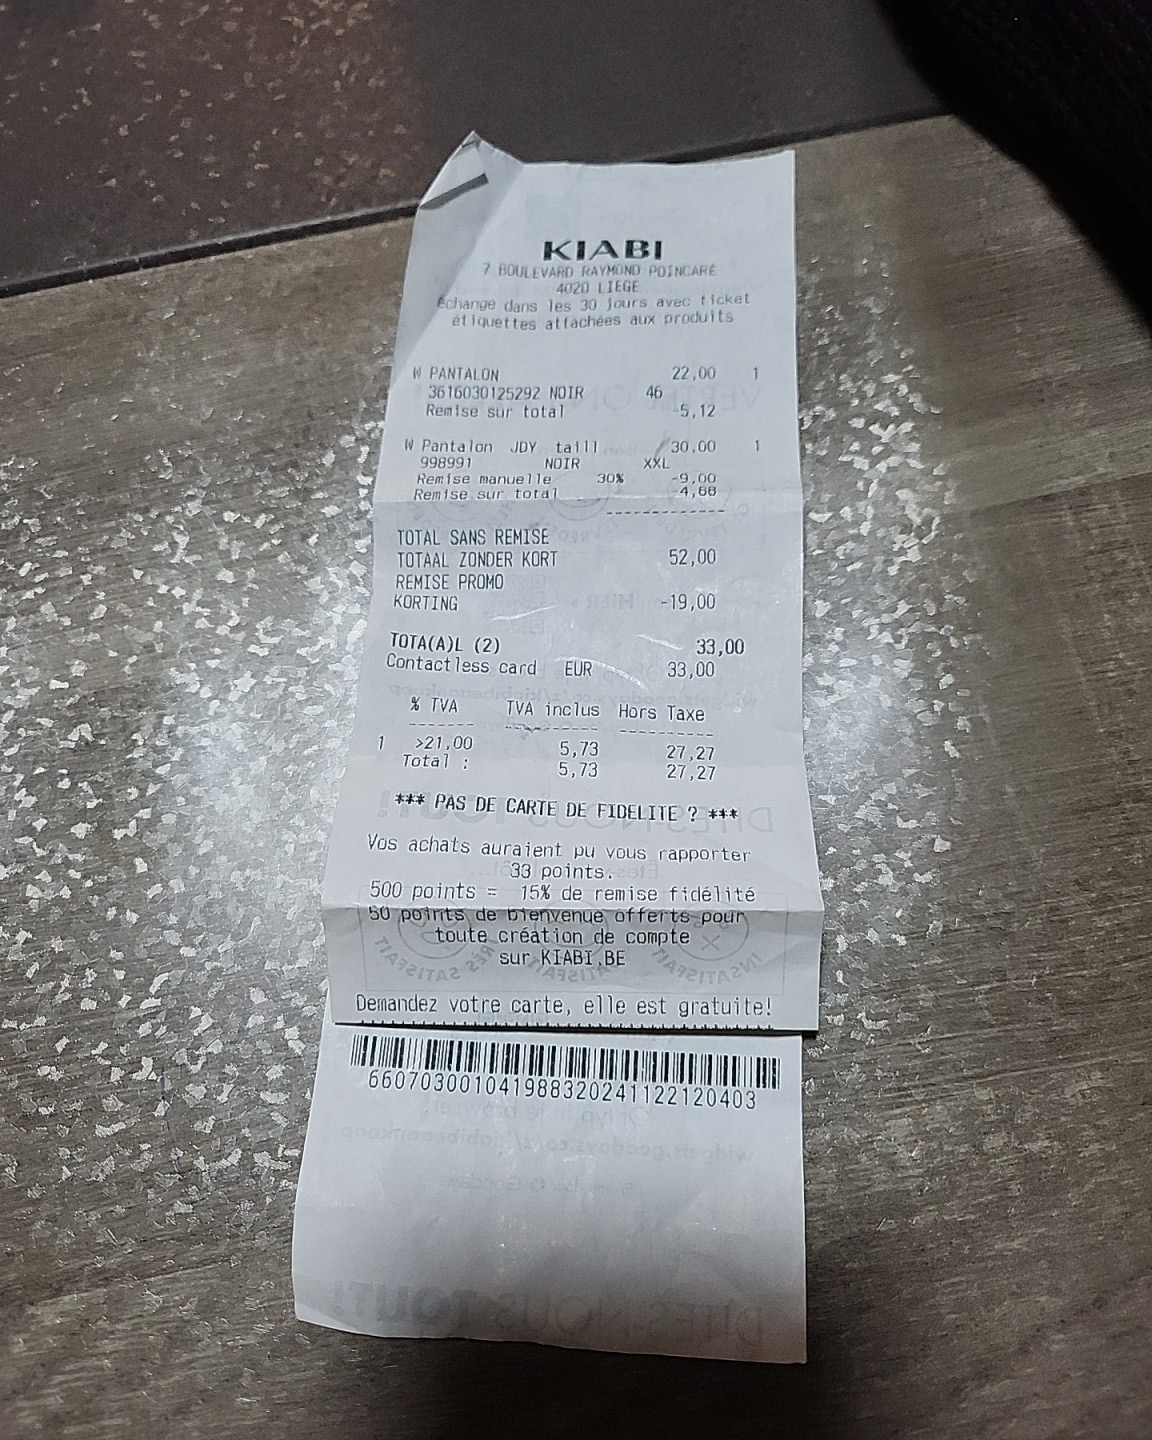 KIABI
7 BOULEVARD RAYMOND POINCARÉ
4020 LIEGE
Échange dans les 30 jours avec ticket
étiquettes attachées aux produits
W PANTALON 22,00 1
3616030125292 NOIR 46
Remise sur total -5,12
W Pantalon JDY taill 30,00 1
998991 NOIR XXL
Remise manuelle 30% -9,00
Remise sur total -4,88
TOTAL SANS REMISE
TOTAAL ZONDER KORT 52,00
REMISE PROMO
KORTING -19,00
TOTA(A)L (2) 33,00
Contactless card EUR 33,00
% TVA TVA inclus Hors Taxe
1 >21,00 5,73 27,27
Total : 5,73 27,27
*** PAS DE CARTE DE FIDELITE ? ***
Vos achats auraient pu vous rapporter
33 points.
500 points = 15% de remise fidélité
50 points de bienvenue offerts pour
toute création de compte
sur KIABI.BE
Demandez votre carte, elle est gratuite!
660703001041988320241122120403